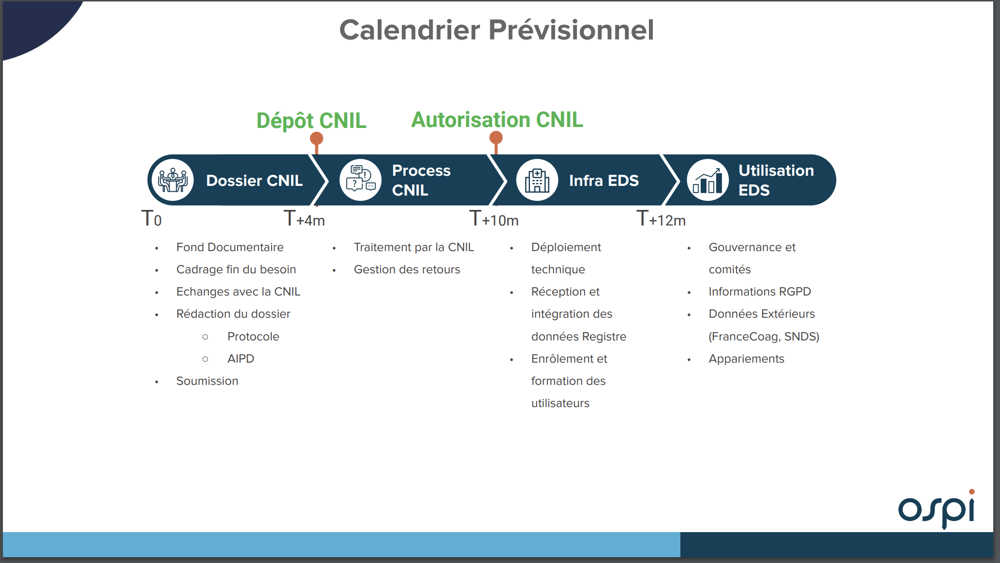 Calendrier Prévisionnel
Dépôt CNIL
Autorisation CNIL
Dossier CNIL
Process
CNIL
Infra EDS
Utilisation
EDS
T0
T+4m
T+10m
T+12m
• Fond Documentaire
• Cadrage fin du besoin
• Echanges avec la CNIL
• Rédaction du dossier
○ Protocole
○ AIPD
• Soumission
• Traitement par la CNIL
• Gestion des retours
• Déploiement
technique
• Réception et
intégration des
données Registre
• Enrôlement et
formation des
utilisateurs
• Gouvernance et
comités
• Informations RGPD
• Données Extérieurs
(FranceCoag, SNDS)
• Appariements
ospi